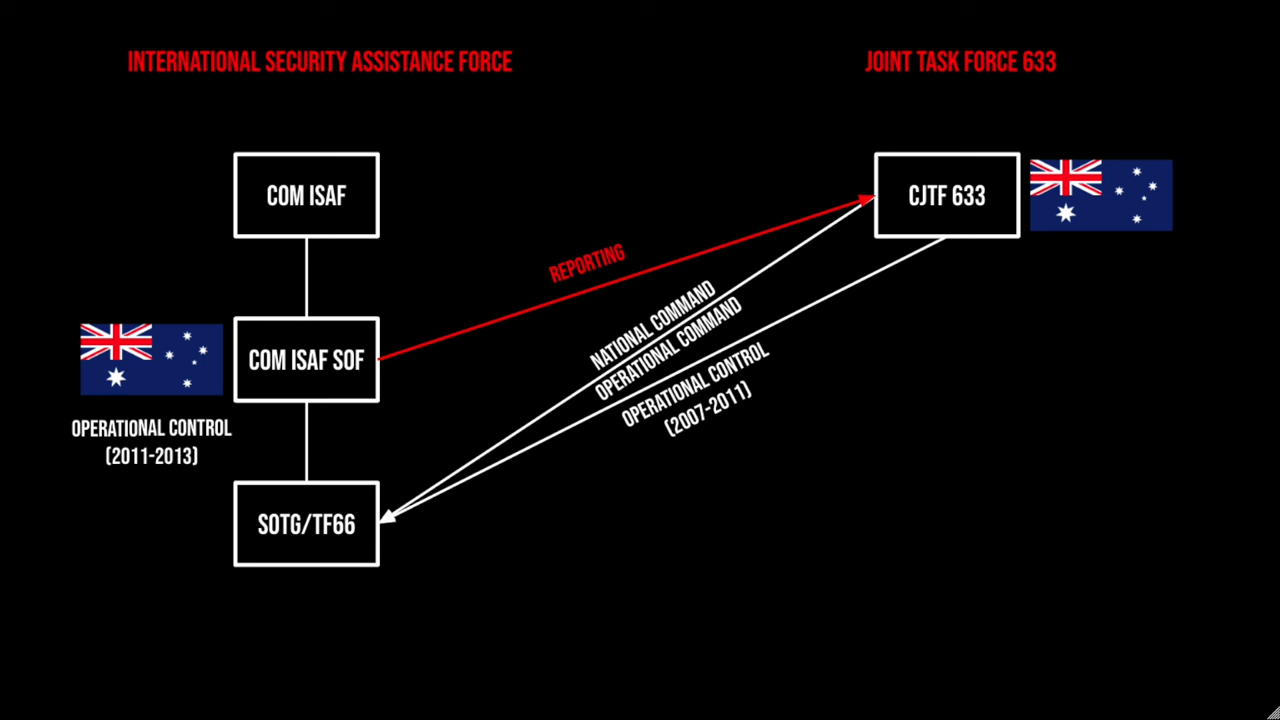 INTERNATIONAL SECURITY ASSISTANCE FORCE
JOINT TASK FORCE 633
COM ISAF
CJTF 633
REPORTING
NATIONAL COMMAND
OPERATIONAL COMMAND
OPERATIONAL CONTROL
(2007-2011)
COM ISAF SOF
OPERATIONAL CONTROL
(2011-2013)
SOTG/TF66